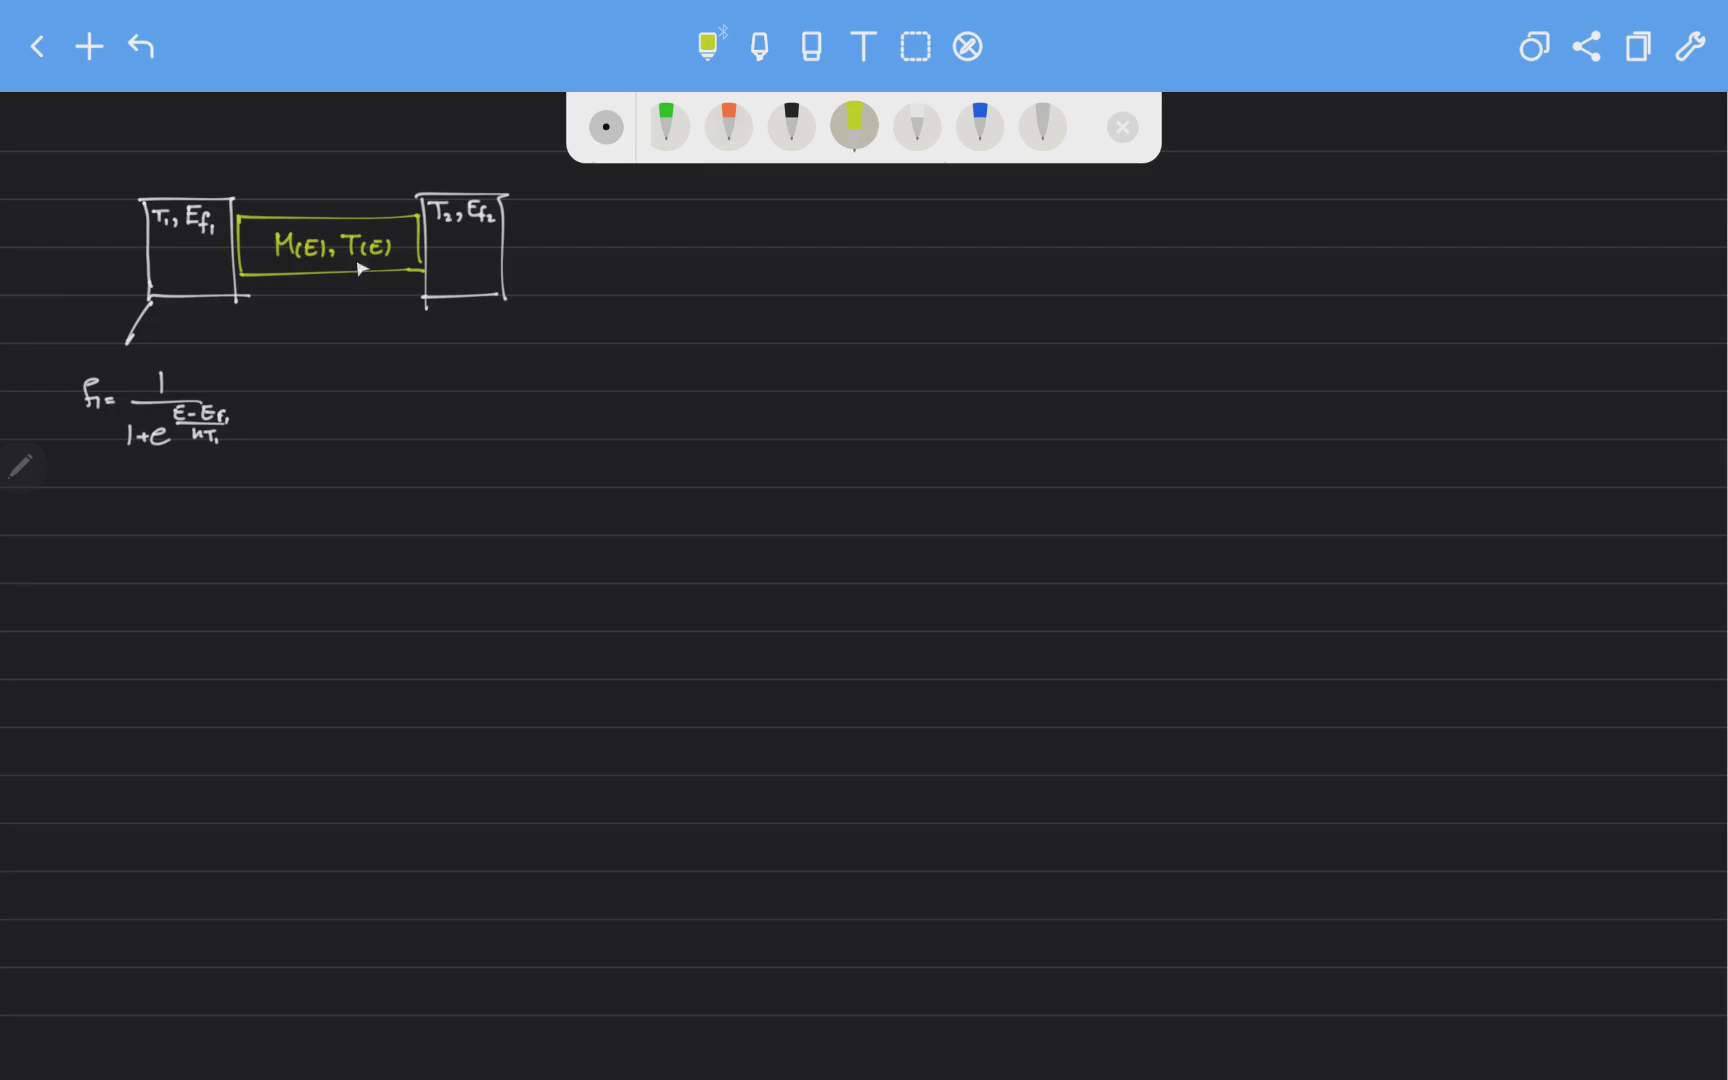 T₁, Ef₁
T₂, Ef₂
M(E), T(E)
f₁ = 1 / (1+e^((E-Ef₁)/kT₁))
T